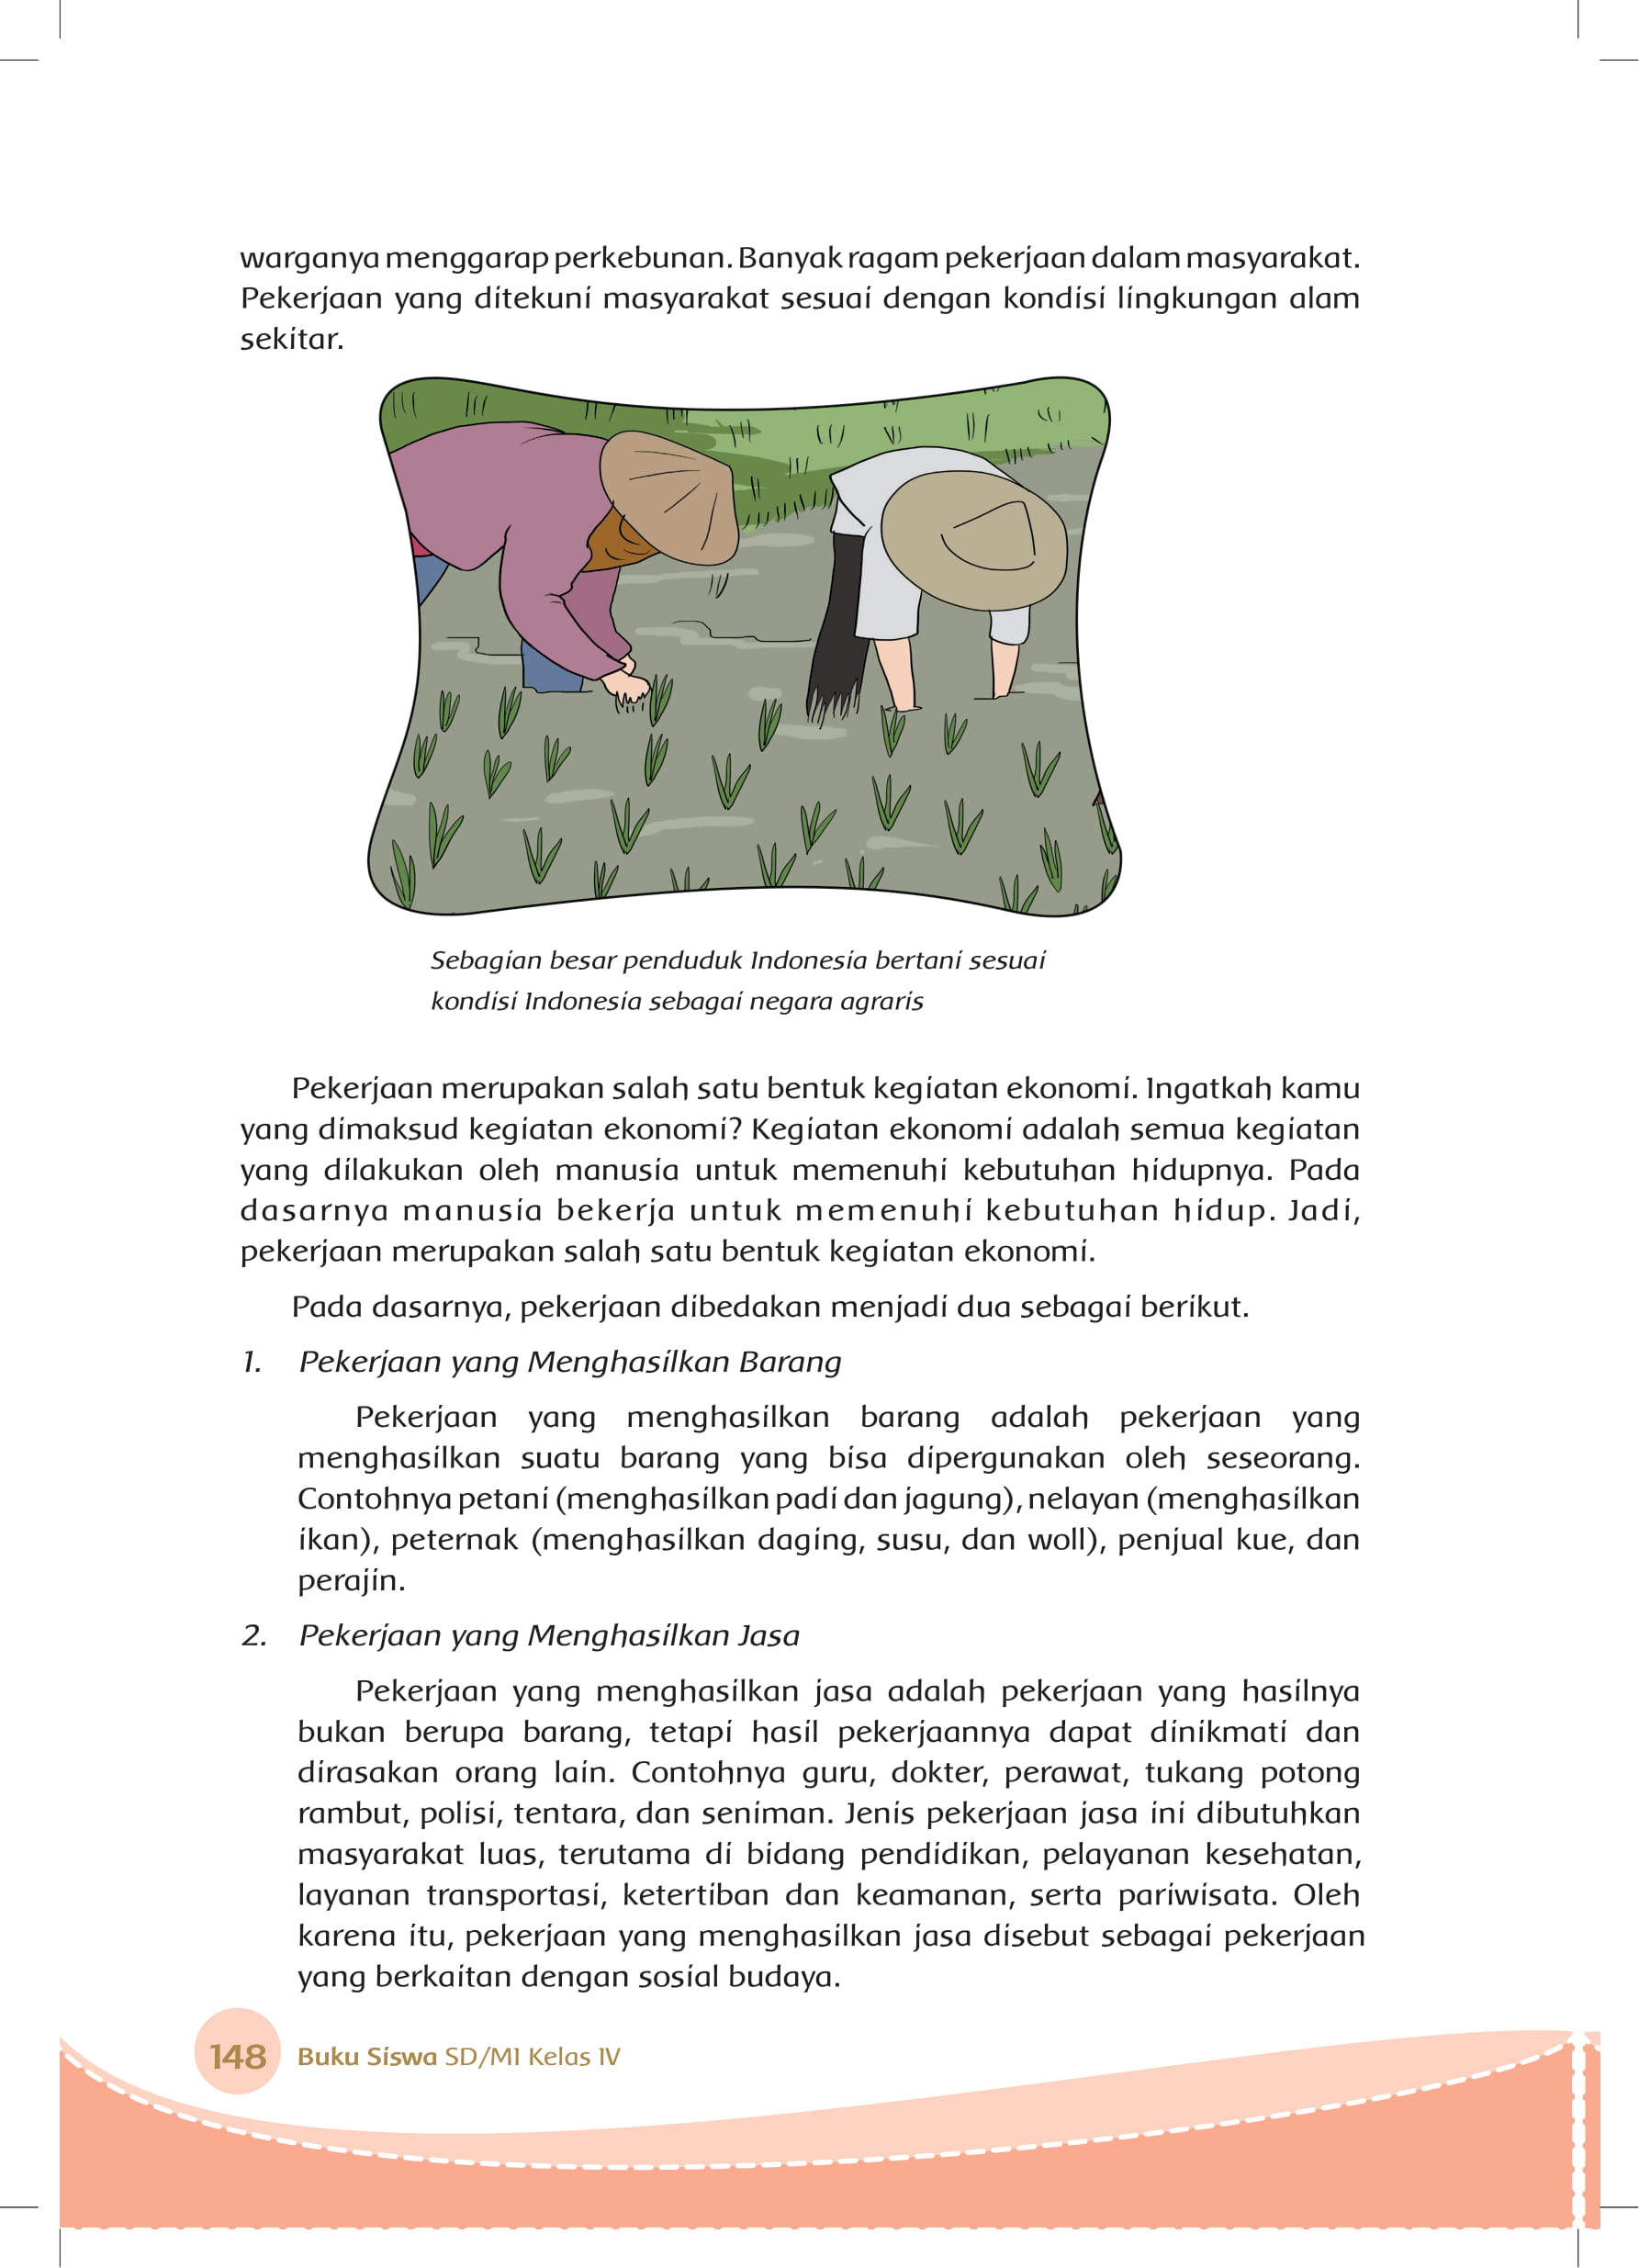 warganya menggarap perkebunan. Banyak ragam pekerjaan dalam masyarakat.
Pekerjaan yang ditekuni masyarakat sesuai dengan kondisi lingkungan alam
sekitar.
Sebagian besar penduduk Indonesia bertani sesuai
kondisi Indonesia sebagai negara agraris
Pekerjaan merupakan salah satu bentuk kegiatan ekonomi. Ingatkah kamu
yang dimaksud kegiatan ekonomi? Kegiatan ekonomi adalah semua kegiatan
yang dilakukan oleh manusia untuk memenuhi kebutuhan hidupnya. Pada
dasarnya manusia bekerja untuk memenuhi kebutuhan hidup. Jadi,
pekerjaan merupakan salah satu bentuk kegiatan ekonomi.
Pada dasarnya, pekerjaan dibedakan menjadi dua sebagai berikut.
1. Pekerjaan yang Menghasilkan Barang
Pekerjaan yang menghasilkan barang adalah pekerjaan yang
menghasilkan suatu barang yang bisa dipergunakan oleh seseorang.
Contohnya petani (menghasilkan padi dan jagung), nelayan (menghasilkan
ikan), peternak (menghasilkan daging, susu, dan woll), penjual kue, dan
perajin.
2. Pekerjaan yang Menghasilkan Jasa
Pekerjaan yang menghasilkan jasa adalah pekerjaan yang hasilnya
bukan berupa barang, tetapi hasil pekerjaannya dapat dinikmati dan
dirasakan orang lain. Contohnya guru, dokter, perawat, tukang potong
rambut, polisi, tentara, dan seniman. Jenis pekerjaan jasa ini dibutuhkan
masyarakat luas, terutama di bidang pendidikan, pelayanan kesehatan,
layanan transportasi, ketertiban dan keamanan, serta pariwisata. Oleh
karena itu, pekerjaan yang menghasilkan jasa disebut sebagai pekerjaan
yang berkaitan dengan sosial budaya.
148 Buku Siswa SD/MI Kelas IV